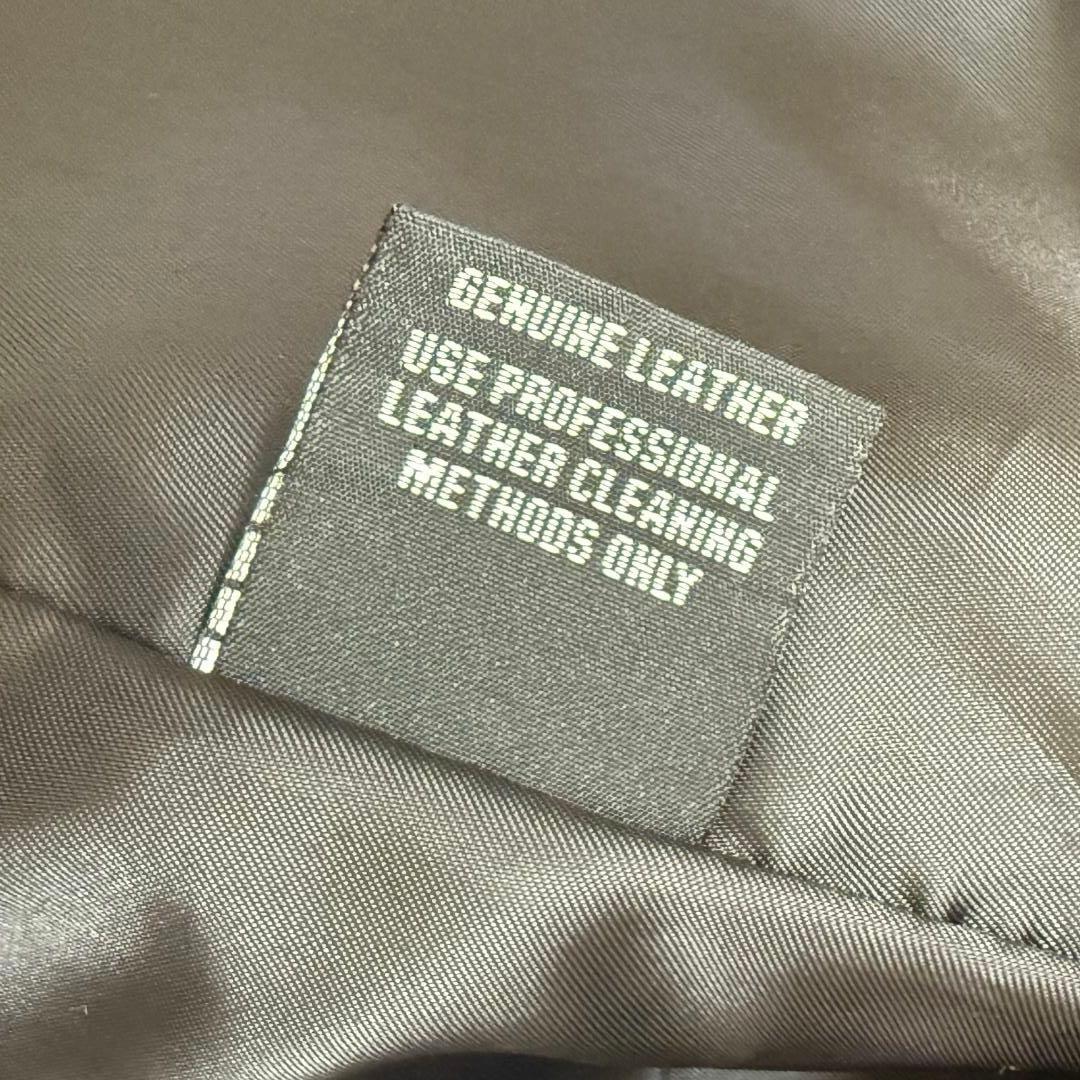 GENUINE LEATHER
USE PROFESSIONAL
LEATHER CLEANING
METHODS ONLY